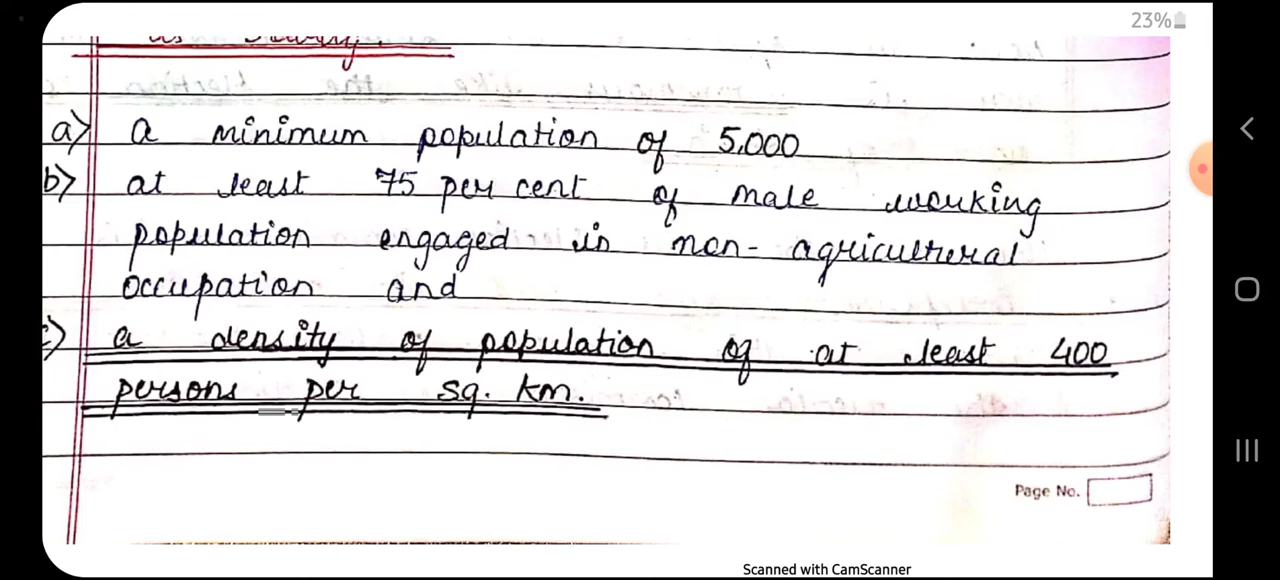 23%
a) a minimum population of 5,000
b) at least 75 per cent of male working
population engaged in non-agricultural
occupation and
c) a density of population of at least 400
persons per sq. km.
Page No.
Scanned with CamScanner